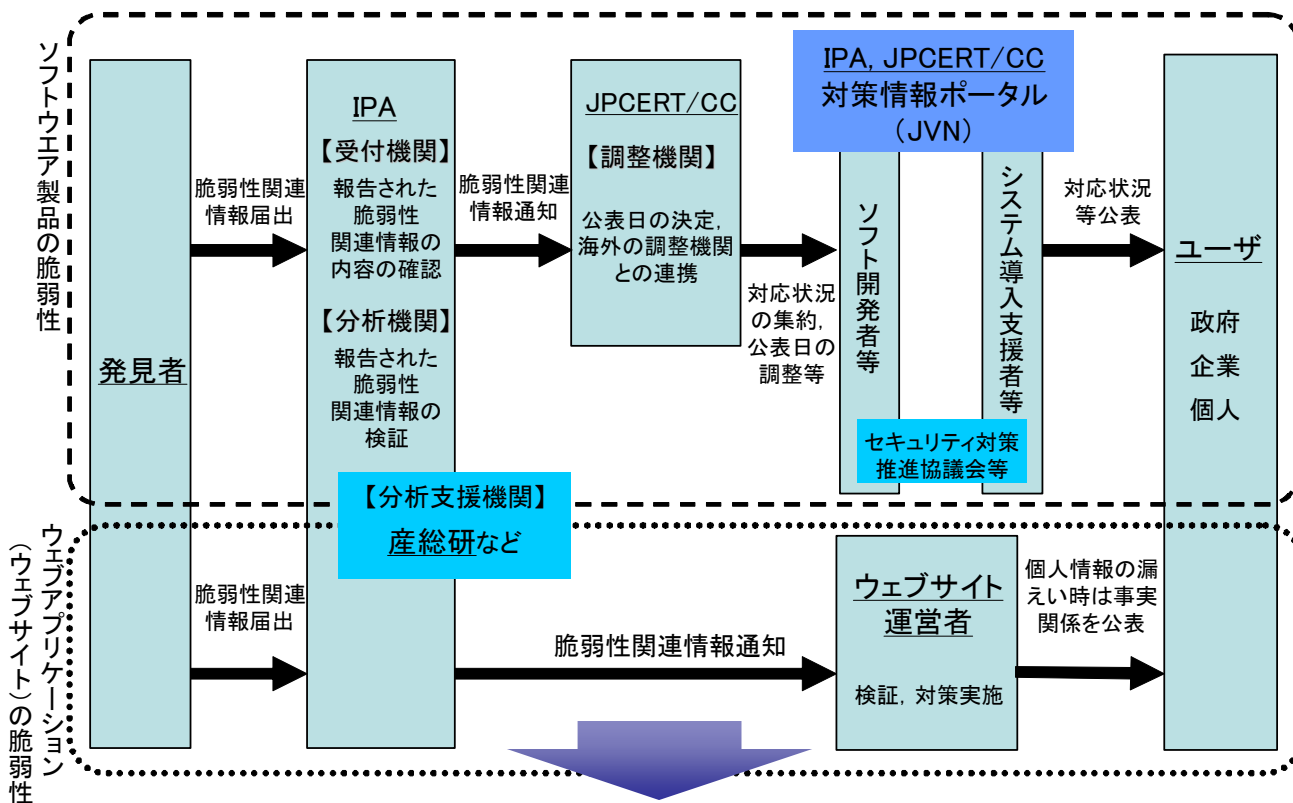 ソフトウエア製品の脆弱性
発見者
脆弱性関連
情報届出
IPA
【受付機関】
報告された
脆弱性
関連情報の
内容の確認
【分析機関】
報告された
脆弱性
関連情報の
検証
脆弱性関連
情報通知
JPCERT/CC
【調整機関】
公表日の決定,
海外の調整機関
との連携
対応状況
の集約,
公表日の
調整等
IPA, JPCERT/CC
対策情報ポータル
(JVN)
ソフト開発者等
システム導入支援者等
セキュリティ対策
推進協議会等
対応状況
等公表
ユーザ
政府
企業
個人
【分析支援機関】
産総研など
ウェブアプリケーション
(ウェブサイト)の脆弱性
脆弱性関連
情報届出
脆弱性関連情報通知
ウェブサイト
運営者
検証, 対策実施
個人情報の漏
えい時は事実
関係を公表